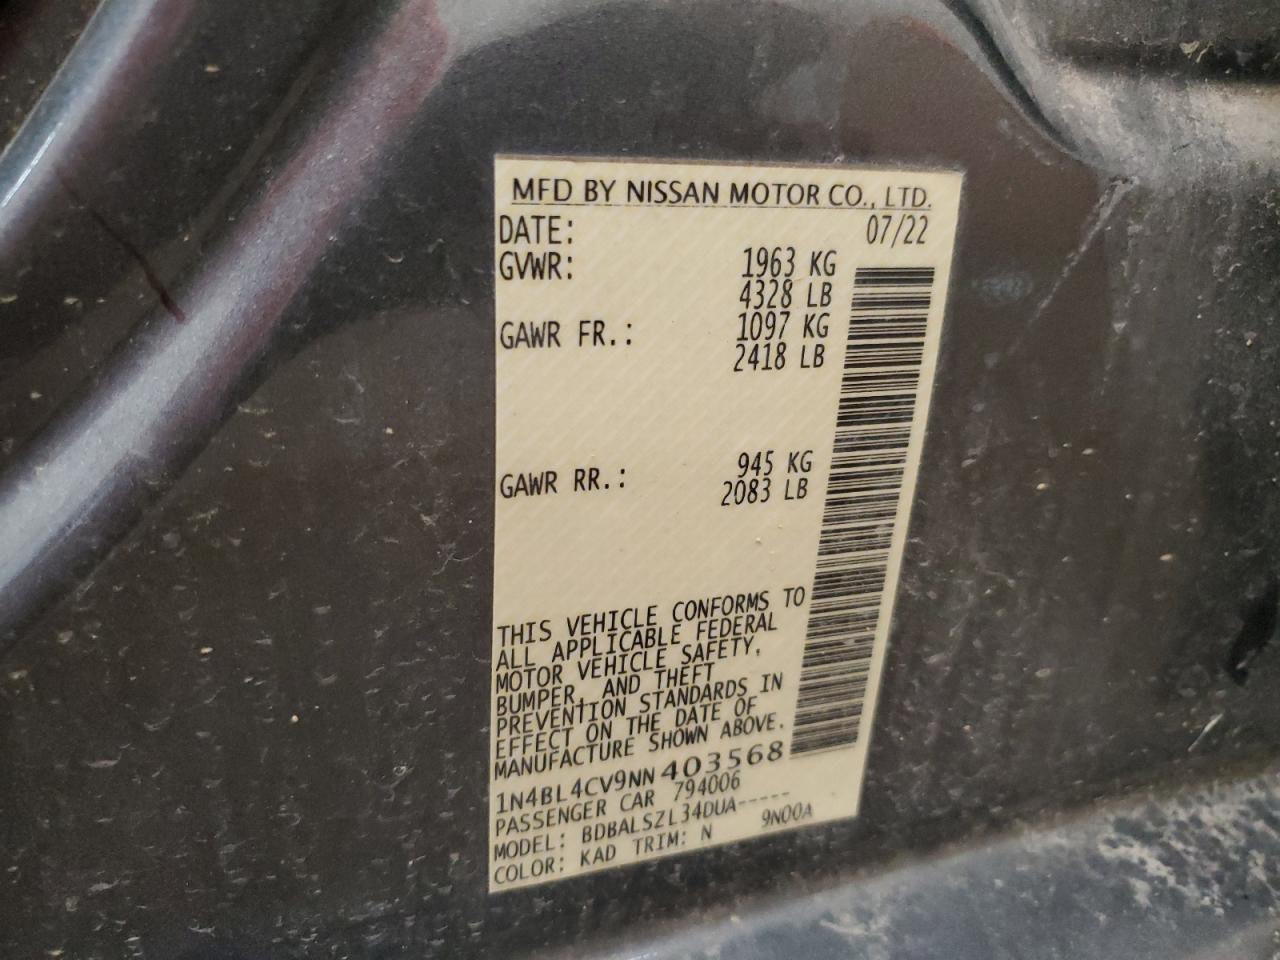 MFD BY NISSAN MOTOR CO., LTD.
DATE: 07/22
GVWR: 1963 KG
4328 LB
GAWR FR.: 1097 KG
2418 LB
GAWR RR.: 945 KG
2083 LB
THIS VEHICLE CONFORMS TO
ALL APPLICABLE FEDERAL
MOTOR VEHICLE SAFETY,
BUMPER, AND THEFT
PREVENTION STANDARDS IN
EFFECT ON THE DATE OF
MANUFACTURE SHOWN ABOVE.
1N4BL4CV9NN403568
PASSENGER CAR 794006
MODEL: BDBALSZL34DUA-----
COLOR: KAD TRIM: N 9N00A